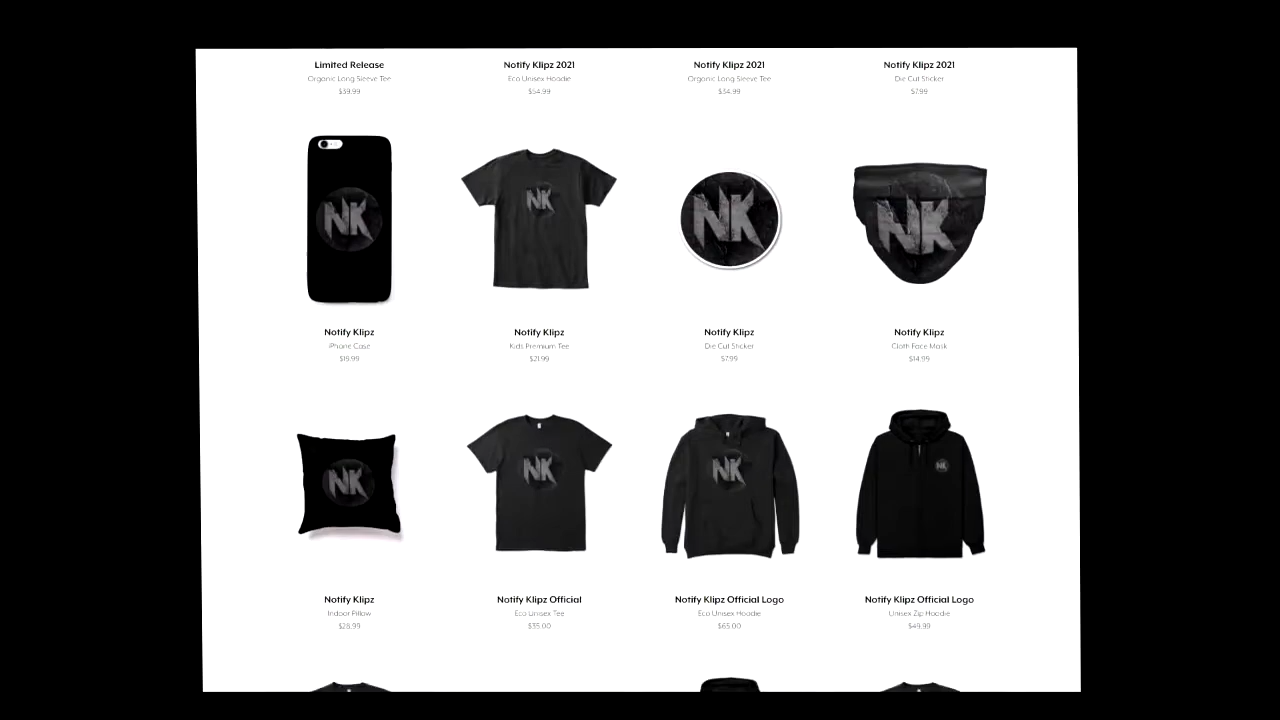 Limited Release
Organic Long Sleeve Tee
$39.99
Notify Klipz 2021
Eco Unisex Hoodie
$54.99
Notify Klipz 2021
Organic Long Sleeve Tee
$34.99
Notify Klipz 2021
Die Cut Sticker
$7.99
NK
NK
NK
NK
Notify Klipz
iPhone Case
$19.99
Notify Klipz
Kids Premium Tee
$21.99
Notify Klipz
Die Cut Sticker
$7.99
Notify Klipz
Cloth Face Mask
$14.99
NK
NK
NK
NK
Notify Klipz
Indoor Pillow
$28.99
Notify Klipz Official
Eco Unisex Tee
$35.00
Notify Klipz Official Logo
Eco Unisex Hoodie
$65.00
Notify Klipz Official Logo
Unisex Zip Hoodie
$49.99